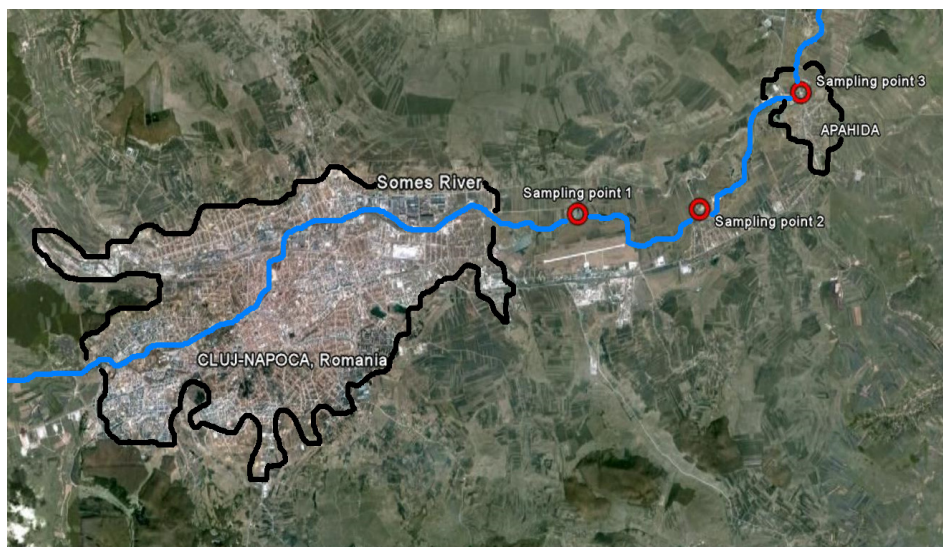 Sampling point 3
APAHIDA
Somes River
Sampling point 1
Sampling point 2
CLUJ-NAPOCA, Romania